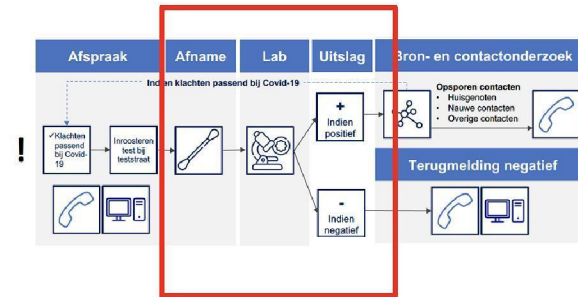 Afspraak
Afname
Lab
Uitslag
Bron- en contactonderzoek
Indien klachten passend bij Covid-19
!
✓Klachten
passend
bij Covid-
19
Inroosteren
test bij
teststraat
+
Indien
positief
Opsporen contacten
• Huisgenoten
• Nauwe contacten
• Overige contacten
Terugmelding negatief
-
Indien
negatief